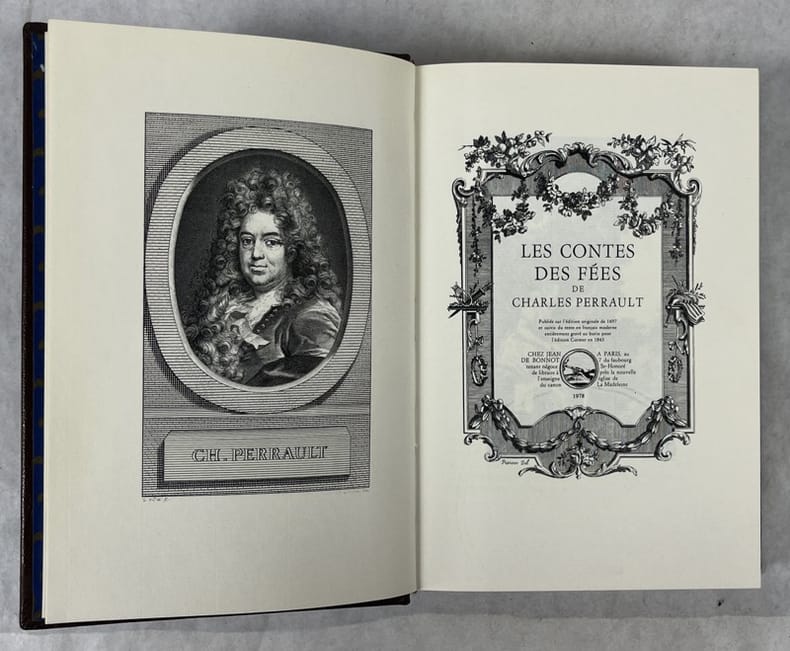 CH. PERRAULT
LES CONTES
DES FÉES
DE
CHARLES PERRAULT
Publiés sur l'édition originale de 1697
et suivis du texte en français moderne
entièrement gravé au burin pour
l'édition Curmer en 1843
CHEZ JEAN
DE BONNOT
tenant négoce
de libraire à
l'enseigne
du canon
A PARIS, au
7 du faubourg
St-Honoré
près la nouvelle
église de
La Madeleine
1978